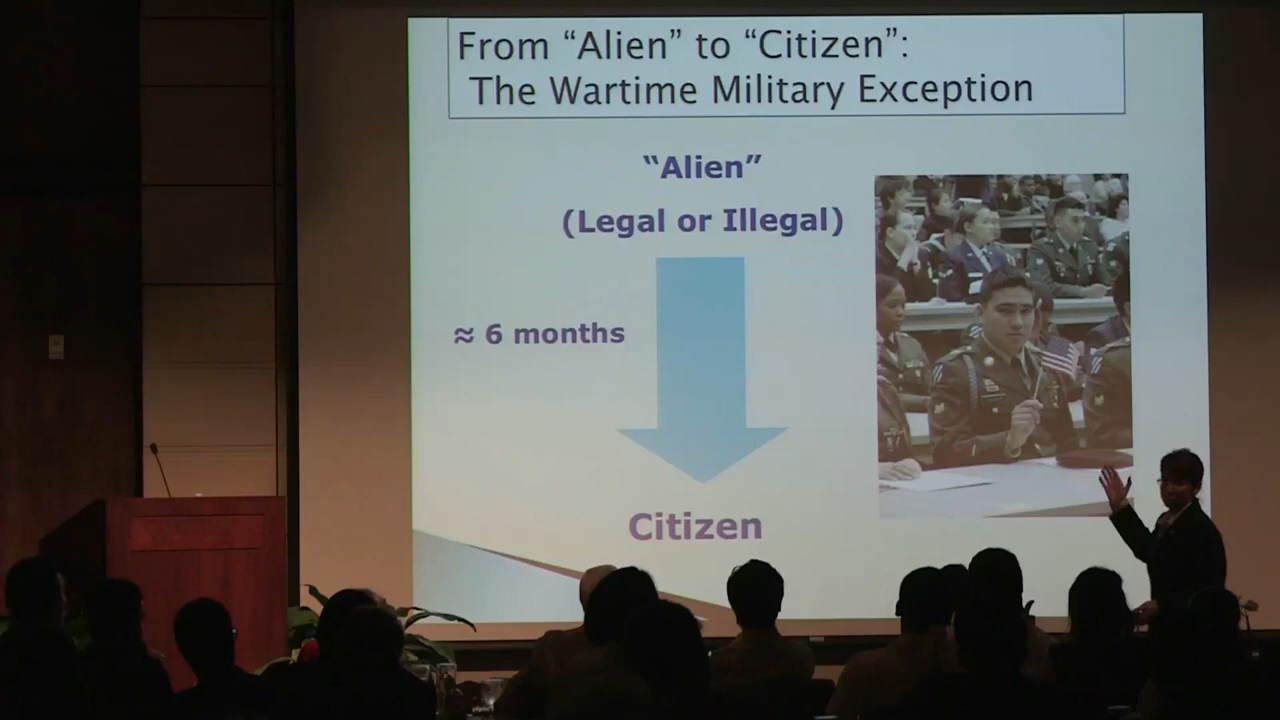 From “Alien” to “Citizen”:
The Wartime Military Exception
“Alien”
(Legal or Illegal)
≈ 6 months
Citizen